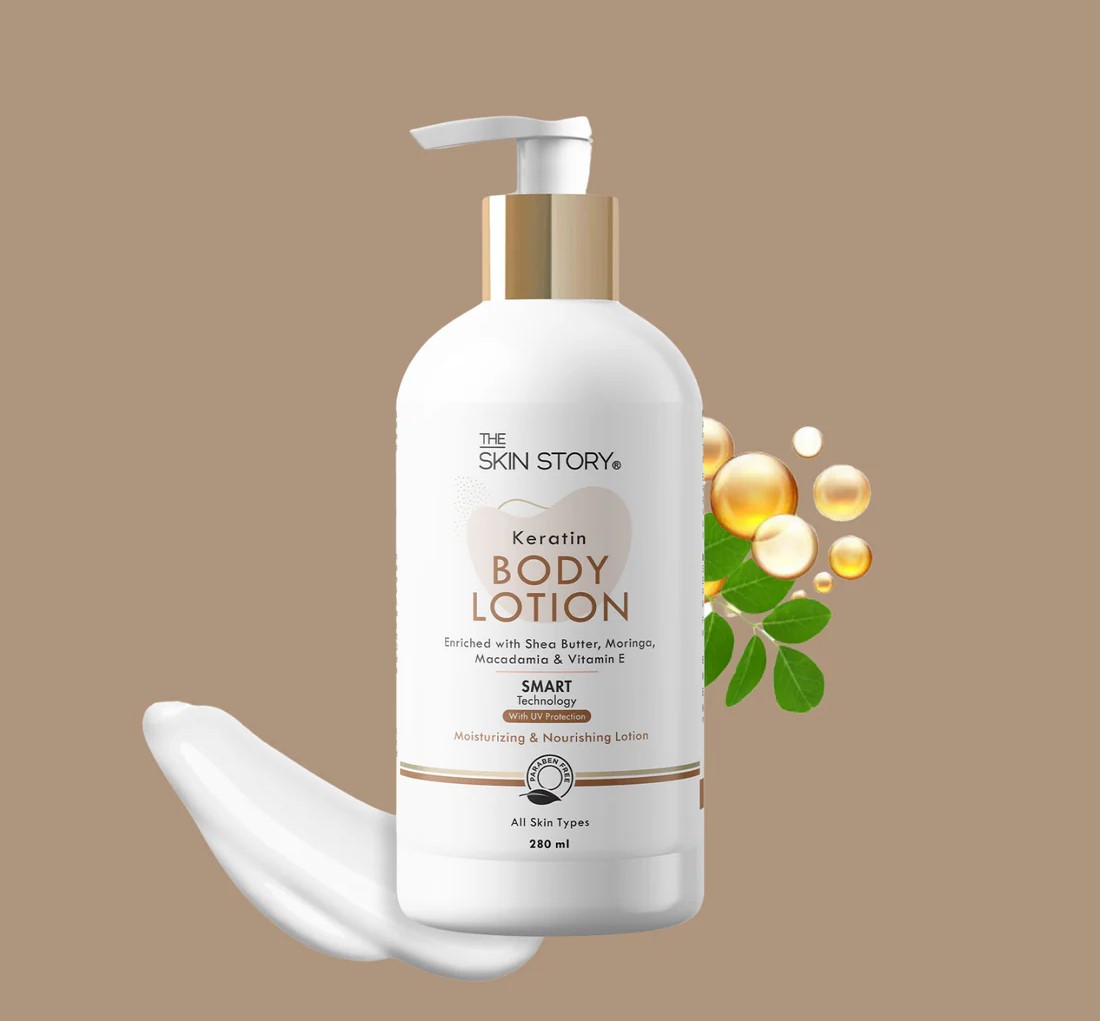 THE
SKIN STORY®
Keratin
BODY
LOTION
Enriched with Shea Butter, Moringa,
Macadamia & Vitamin E
SMART
Technology
With UV Protection
Moisturizing & Nourishing Lotion
PARABEN FREE
All Skin Types
280 ml